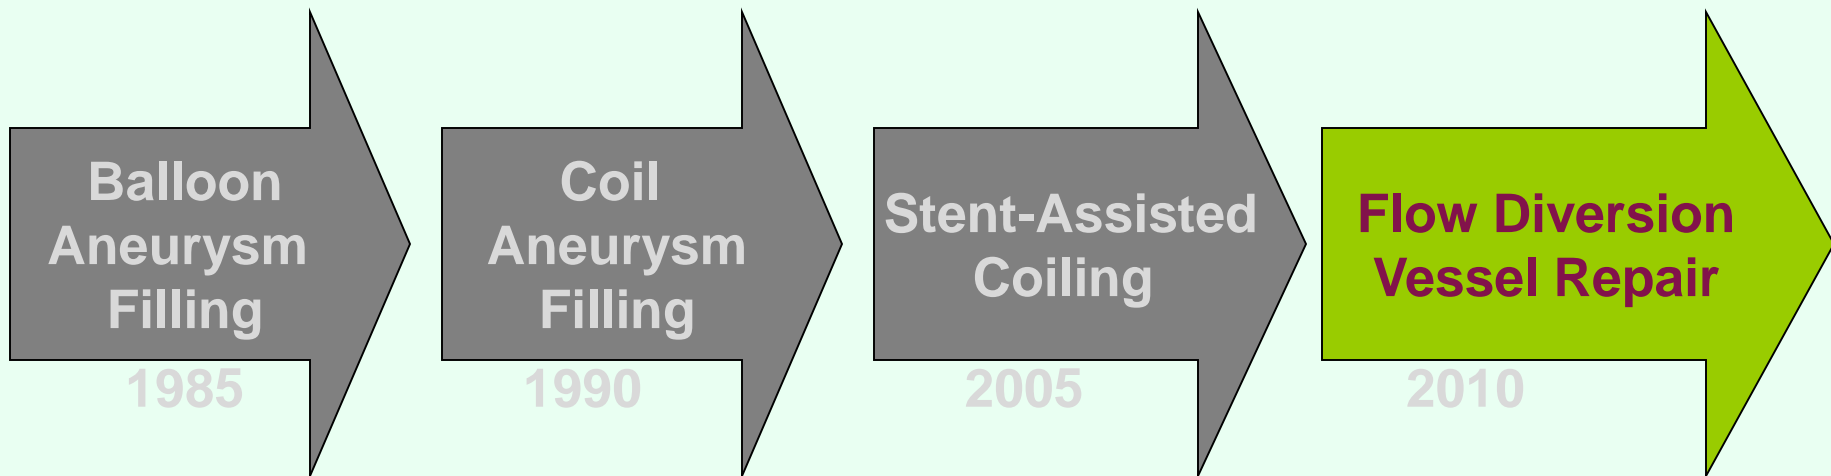 Balloon
Aneurysm
Filling
1985
Coil
Aneurysm
Filling
1990
Stent-Assisted
Coiling
2005
Flow Diversion
Vessel Repair
2010